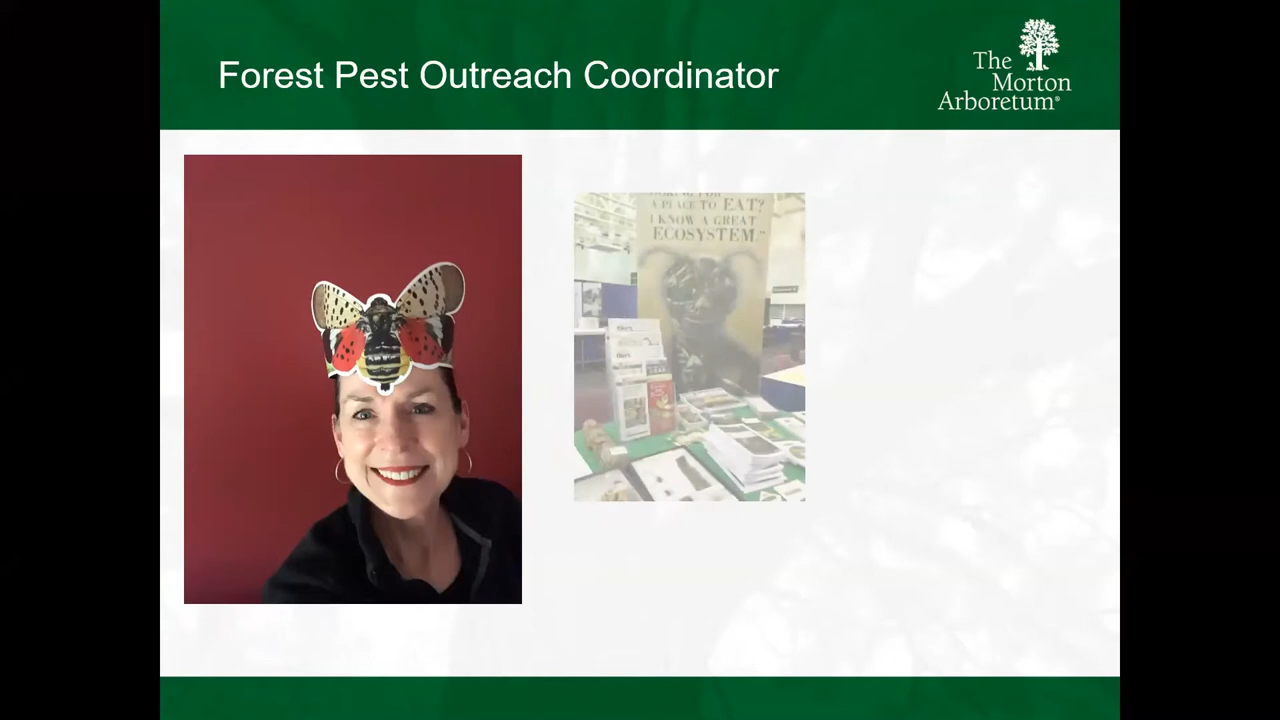 Forest Pest Outreach Coordinator
The
Morton
Arboretum®
A PLACE TO EAT?
I KNOW A GREAT
ECOSYSTEM."